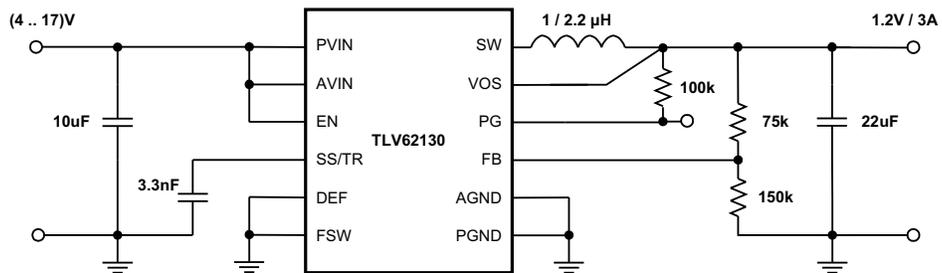 (4 .. 17)V
1 / 2.2 µH
1.2V / 3A
PVIN
SW
AVIN
VOS
100k
10uF
EN
PG
75k
22uF
TLV62130
SS/TR
FB
3.3nF
DEF
AGND
150k
FSW
PGND